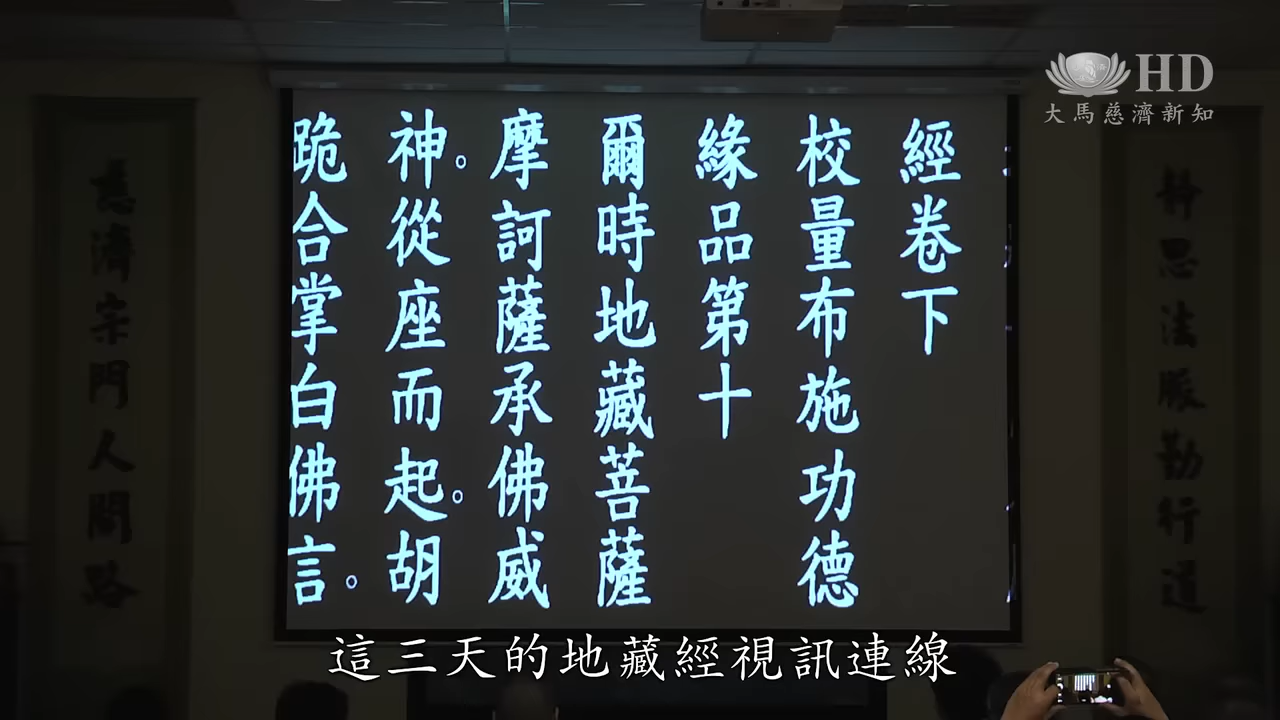 HD
大馬慈濟新知
靜思法脈勤行道
經卷下
校量布施功德
緣品第十
爾時地藏菩薩
摩訶薩承佛威
神。從座而起。胡
跪合掌白佛言。
慈濟宗門人間路
這三天的地藏經視訊連線